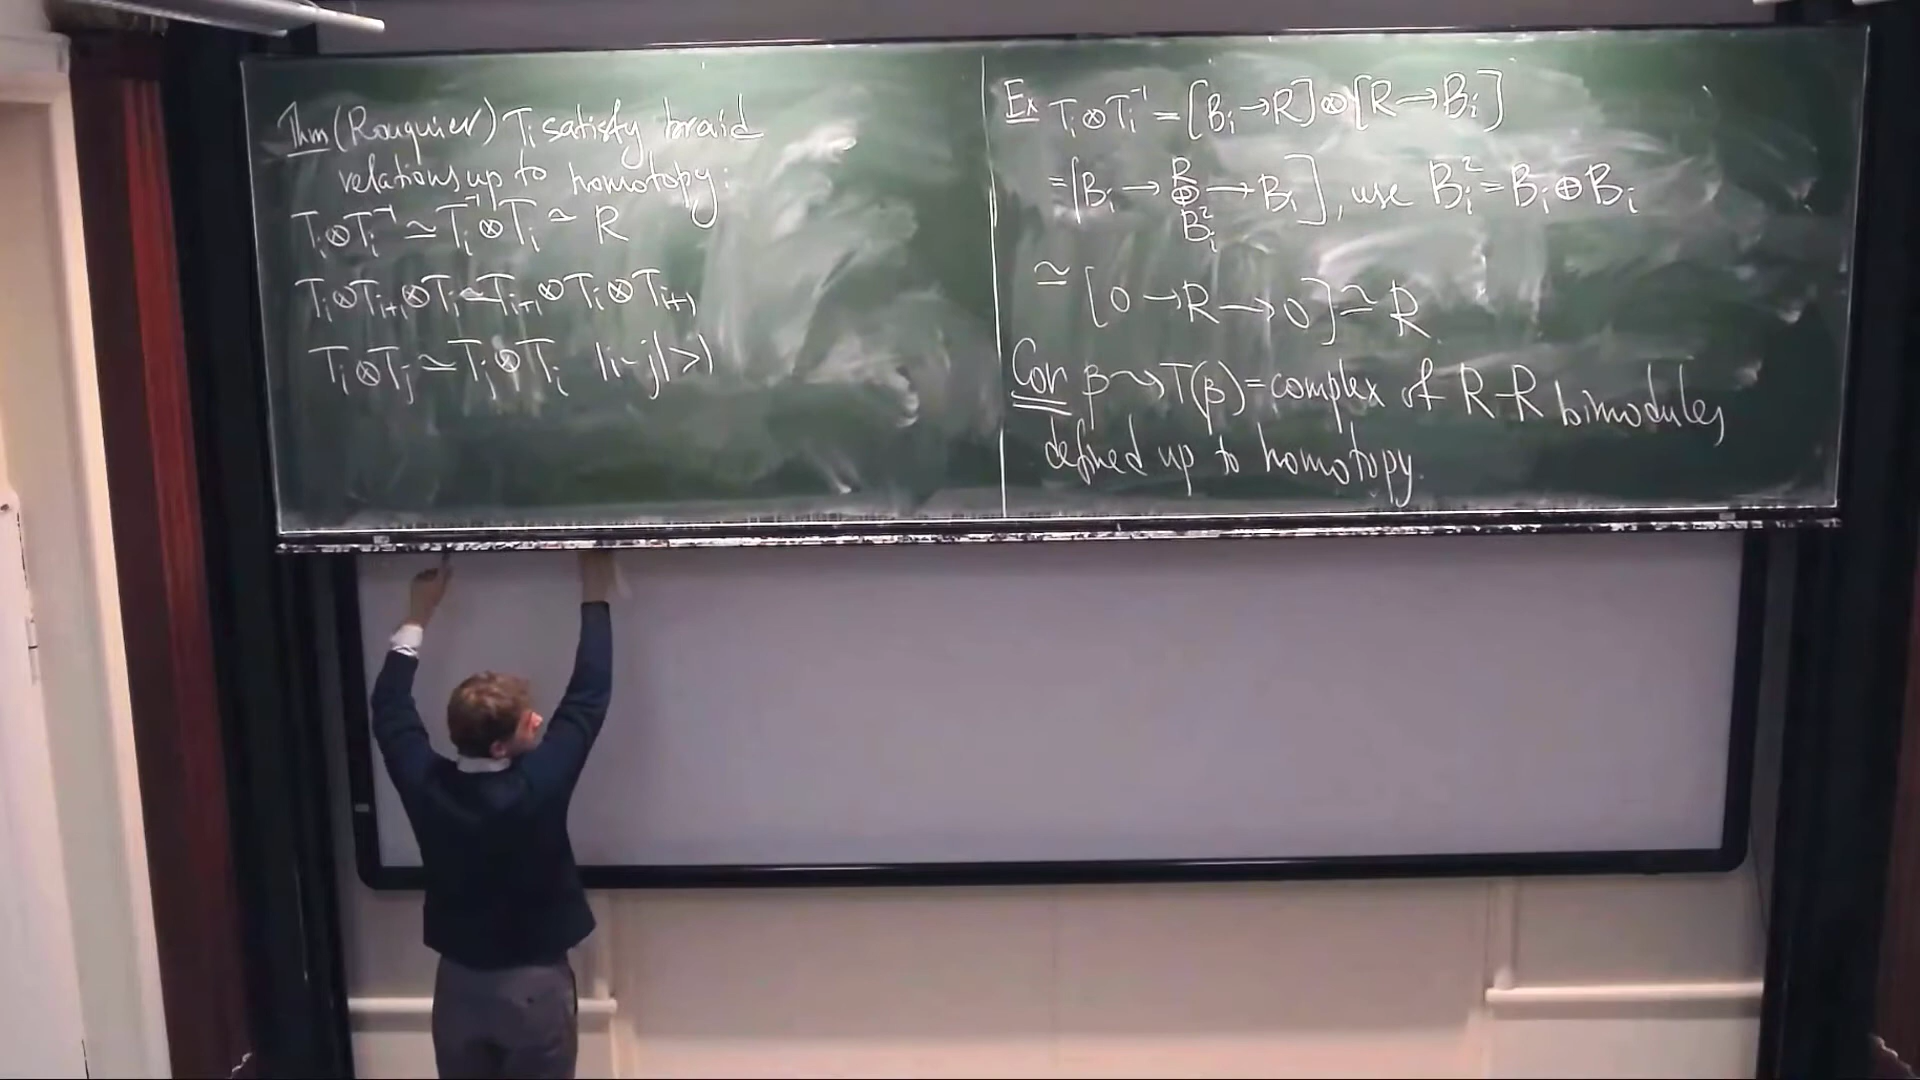 Thm (Rouquier) Tᵢ satisfy braid
relations up to homotopy:
Tᵢ⊗Tᵢ⁻¹ ≃ Tᵢ⁻¹⊗Tᵢ ≃ R
Tᵢ⊗Tᵢ₊₁⊗Tᵢ ≃ Tᵢ₊₁⊗Tᵢ⊗Tᵢ₊₁
Tᵢ⊗Tⱼ ≃ Tⱼ⊗Tᵢ |i-j|>1
Ex Tᵢ⊗Tᵢ⁻¹ = [Bᵢ→R]⊗[R→Bᵢ]
= [Bᵢ → R ⊕ Bᵢ² → Bᵢ], use Bᵢ² = Bᵢ⊕Bᵢ
≃ [0→R→0] ≃ R
Cor β⇝T(β) = complex of R-R bimodules
defined up to homotopy.